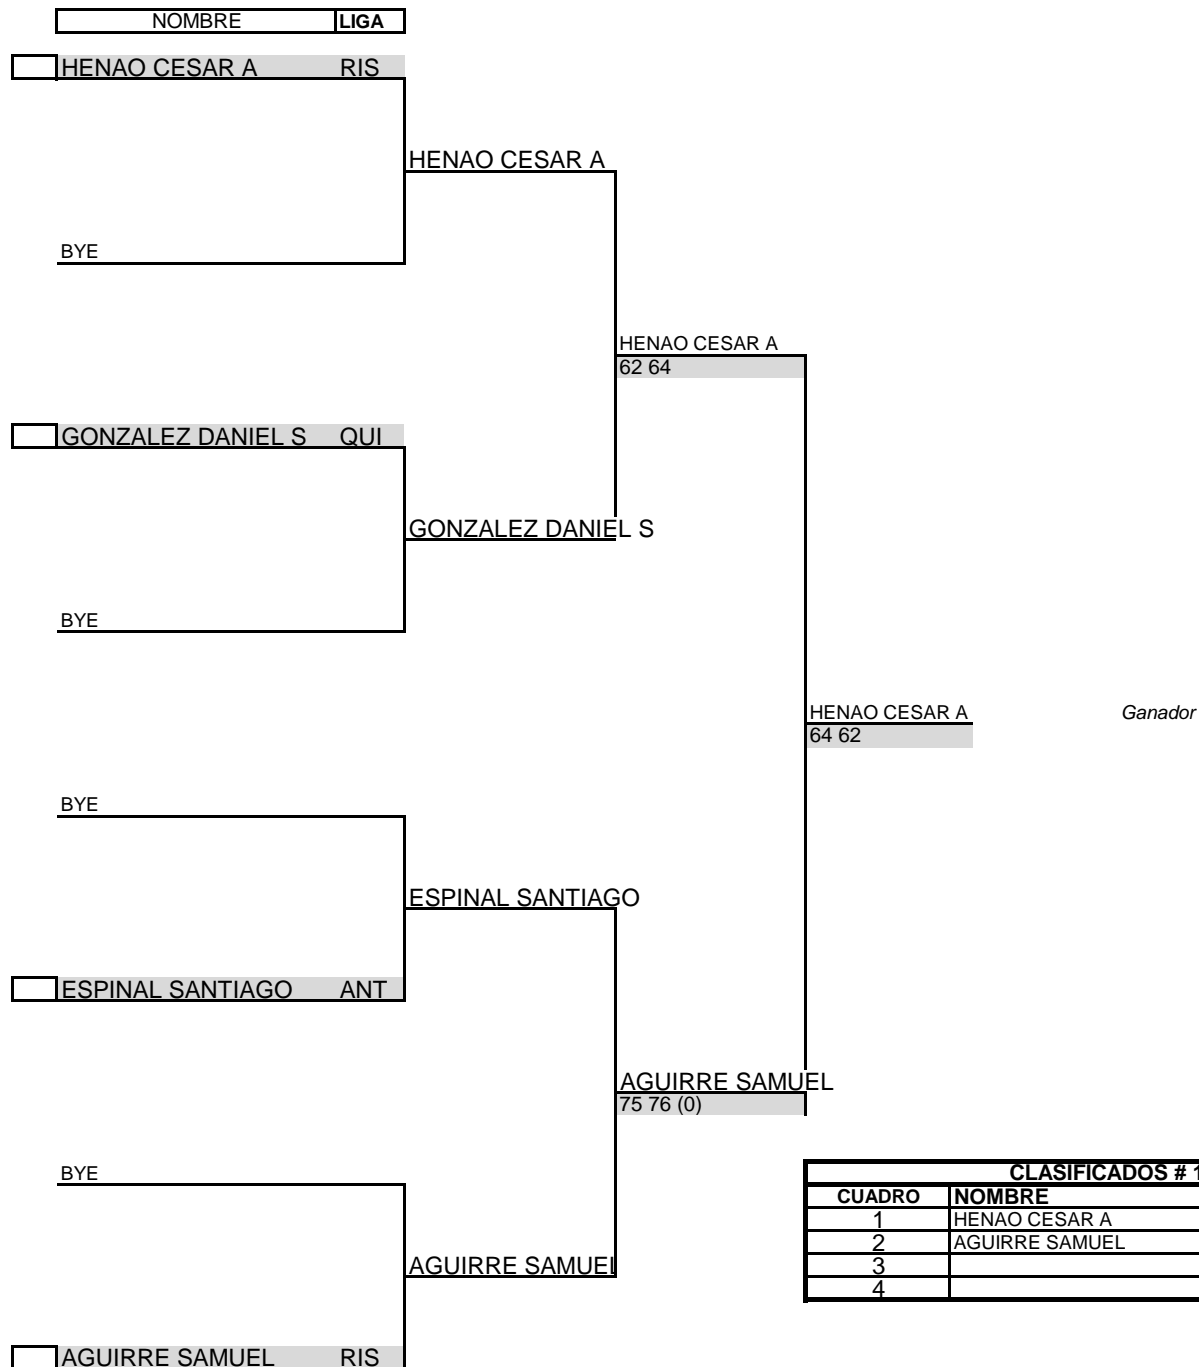 NOMBRE LIGA
HENAO CESAR A RIS
HENAO CESAR A
BYE
HENAO CESAR A
62 64
GONZALEZ DANIEL S QUI
GONZALEZ DANIEL S
BYE
HENAO CESAR A Ganador
64 62
BYE
ESPINAL SANTIAGO
ESPINAL SANTIAGO ANT
AGUIRRE SAMUEL
75 76 (0)
BYE
CLASIFICADOS # 1
CUADRO NOMBRE
1 HENAO CESAR A
2 AGUIRRE SAMUEL
3
4
AGUIRRE SAMUEL
AGUIRRE SAMUEL RIS